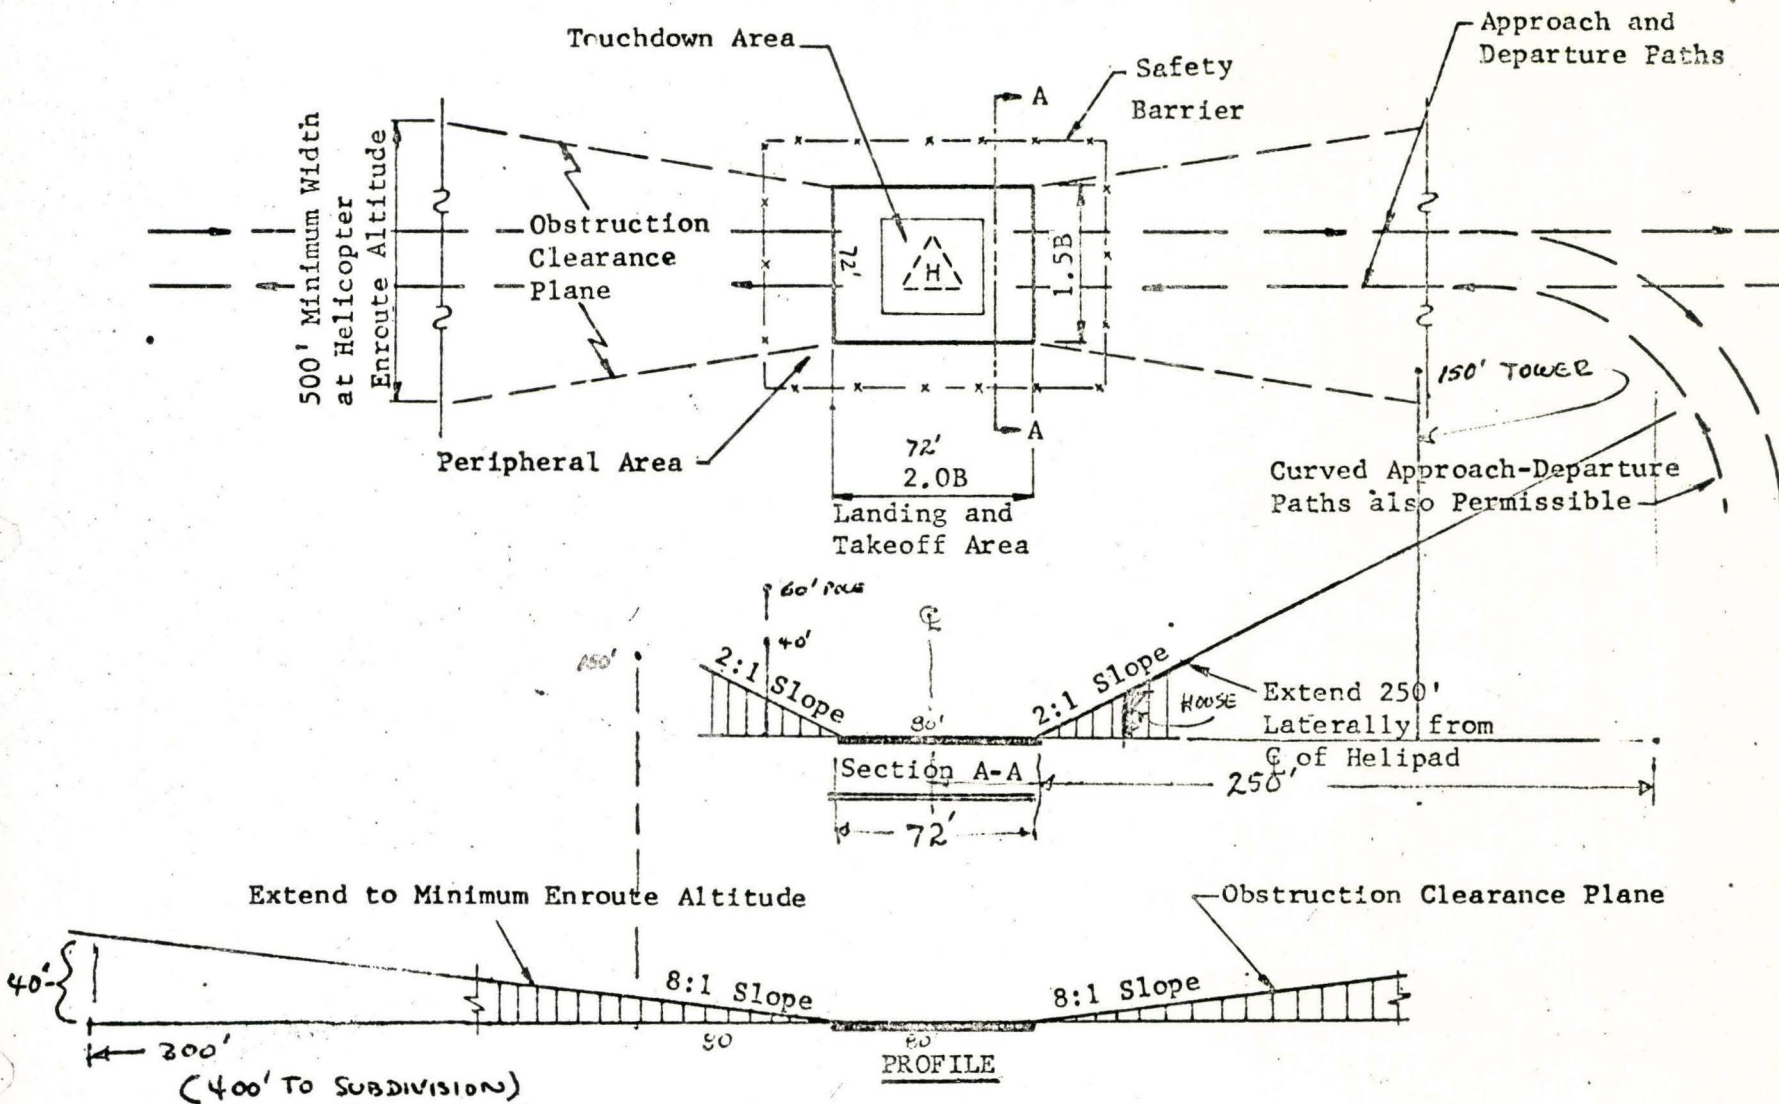 Touchdown Area
Approach and
Departure Paths
Safety
Barrier
A
500' Minimum Width
at Helicopter
Enroute Altitude
Obstruction
Clearance
Plane
72'
H
1.5B
150' TOWER
A
Peripheral Area
72'
2.0B
Landing and
Takeoff Area
Curved Approach-Departure
Paths also Permissible
60' POLE
40'
150'
℄
2:1 Slope
80'
2:1 Slope
HOUSE
Extend 250'
Laterally from
℄ of Helipad
Section A-A
250'
72'
Extend to Minimum Enroute Altitude
Obstruction Clearance Plane
40'
8:1 Slope
8:1 Slope
300'
(400' TO SUBDIVISION)
PROFILE